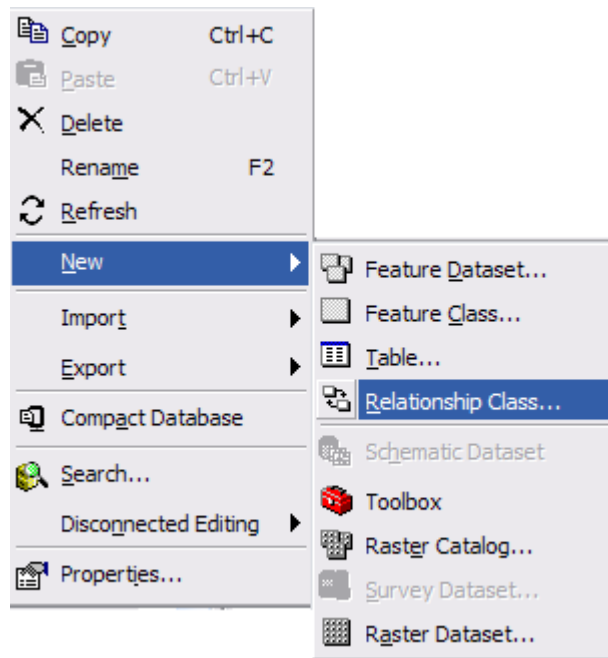 Copy Ctrl+C
Paste Ctrl+V
Delete
Rename F2
Refresh
New
Import
Export
Compact Database
Search...
Disconnected Editing
Properties...
Feature Dataset...
Feature Class...
Table...
Relationship Class...
Schematic Dataset
Toolbox
Raster Catalog...
Survey Dataset...
Raster Dataset...